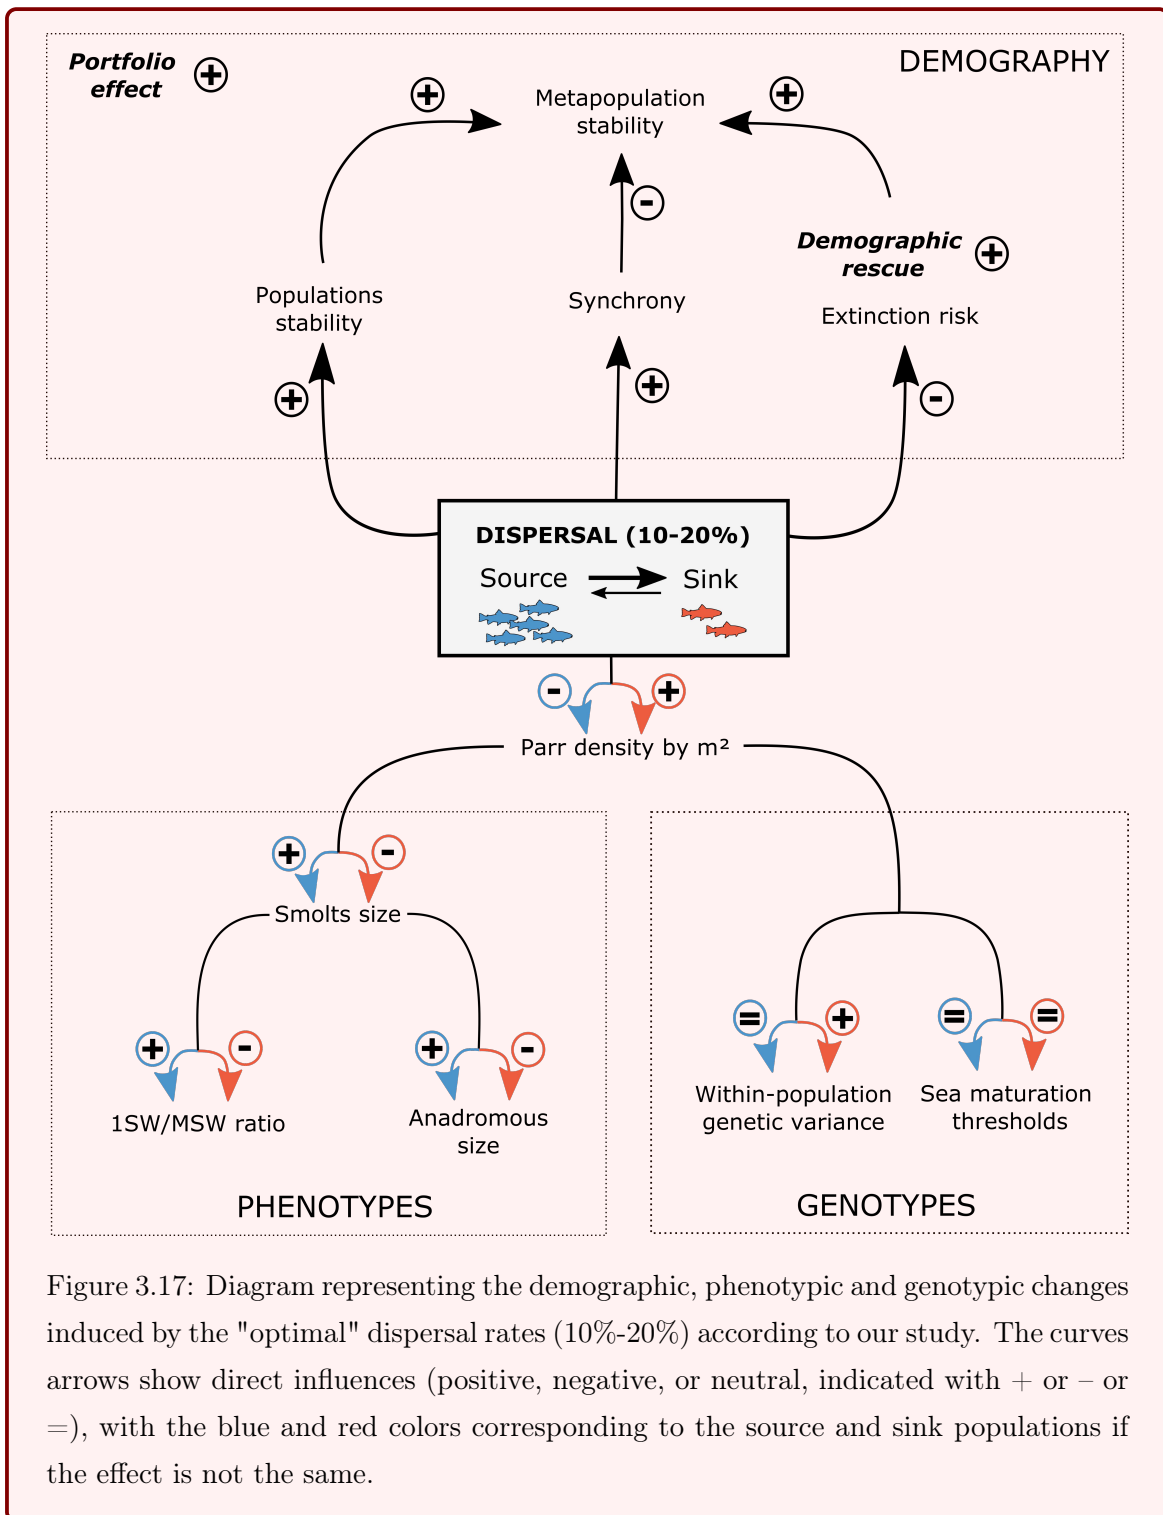 Portfolio
effect
+
DEMOGRAPHY
+
Metapopulation
stability
+
-
Demographic
rescue
+
Populations
stability
Synchrony
Extinction risk
+
+
-
DISPERSAL (10-20%)
Source
Sink
-
+
Parr density by m²
+
-
Smolts size
+
-
+
-
1SW/MSW ratio
Anadromous
size
PHENOTYPES
=
+
=
=
Within-population
genetic variance
Sea maturation
thresholds
GENOTYPES
Figure 3.17: Diagram representing the demographic, phenotypic and genotypic changes
induced by the "optimal" dispersal rates (10%-20%) according to our study. The curves
arrows show direct influences (positive, negative, or neutral, indicated with + or – or
=), with the blue and red colors corresponding to the source and sink populations if
the effect is not the same.